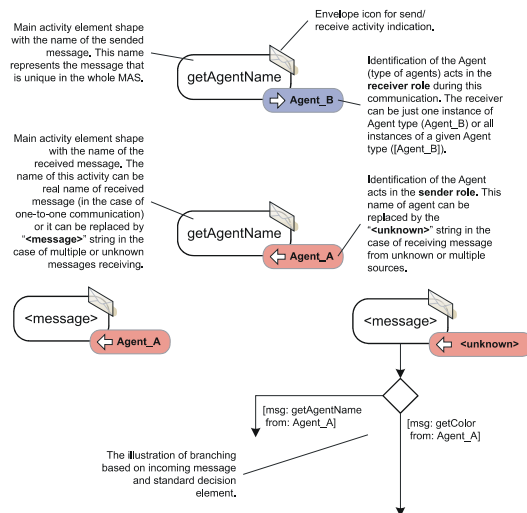 Main activity element shape
with the name of the sended
message. This name
represents the message that
is unique in the whole MAS.
Envelope icon for send/
receive activity indication.
getAgentName
Agent_B
Identification of the Agent
(type of agents) acts in the
receiver role during this
communication. The receiver
can be just one instance of
Agent type (Agent_B) or all
instances of a given Agent
type ([Agent_B]).
Main activity element shape
with the name of the
received message. The
name of this activity can be
real name of received
message (in the case of
one-to-one communication)
or it can be replaced by
"<message>" string in the
case of multiple or unknown
messages receiving.
getAgentName
Agent_A
Identification of the Agent
acts in the sender role. This
name of agent can be
replaced by the
"<unknown>" string in the
case of receiving message
from unknown or multiple
sources.
<message>
Agent_A
<message>
<unknown>
[msg: getAgentName
from: Agent_A]
[msg: getColor
from: Agent_A]
The illustration of branching
based on incoming message
and standard decision
element.